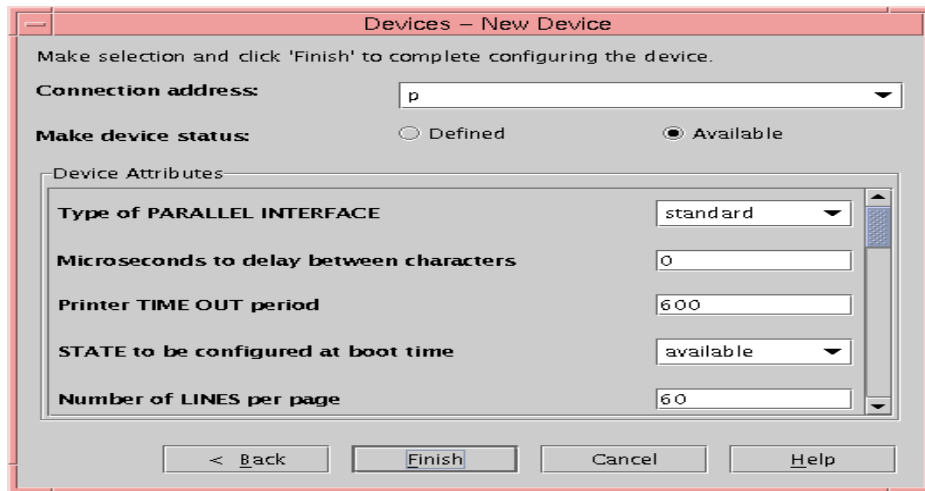 Devices – New Device
Make selection and click 'Finish' to complete configuring the device.
Connection address: p
Make device status: Defined Available
Device Attributes
Type of PARALLEL INTERFACE standard
Microseconds to delay between characters 0
Printer TIME OUT period 600
STATE to be configured at boot time available
Number of LINES per page 60
< Back Finish Cancel Help